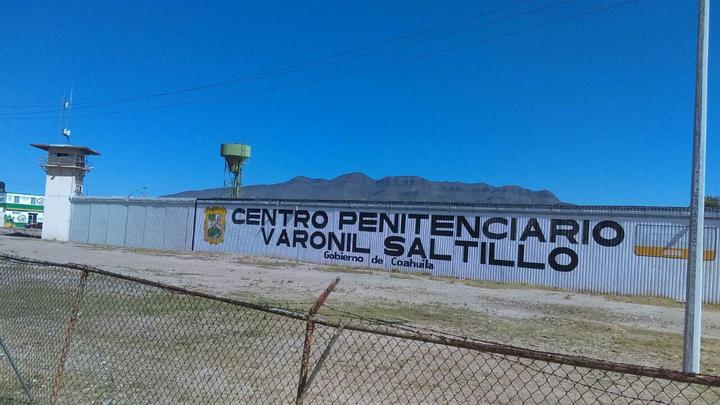 CENTRO PENITENCIARIO
VARONIL SALTILLO
Gobierno de Coahuila